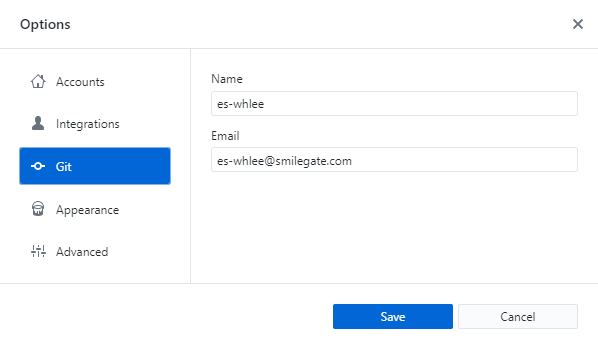 Options
Accounts
Integrations
Git
Appearance
Advanced
Name
es-whlee
Email
es-whlee@smilegate.com
Save
Cancel